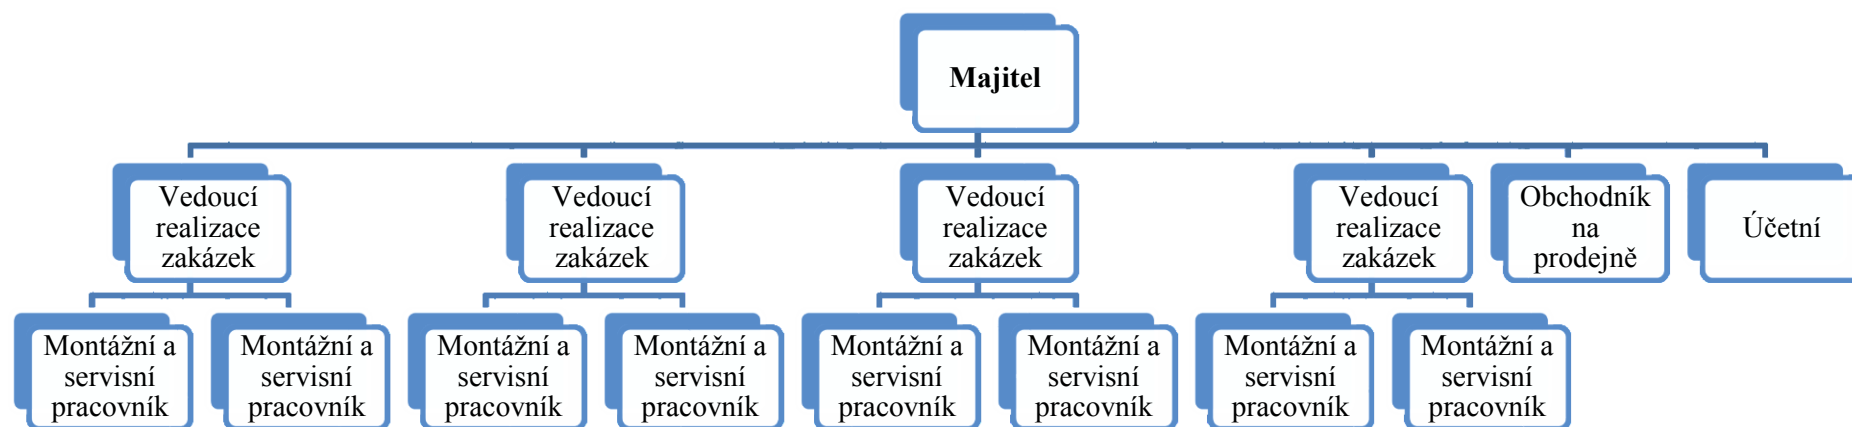 Majitel
Vedoucí
realizace
zakázek
Vedoucí
realizace
zakázek
Vedoucí
realizace
zakázek
Vedoucí
realizace
zakázek
Obchodník
na
prodejně
Účetní
Montážní a
servisní
pracovník
Montážní a
servisní
pracovník
Montážní a
servisní
pracovník
Montážní a
servisní
pracovník
Montážní a
servisní
pracovník
Montážní a
servisní
pracovník
Montážní a
servisní
pracovník
Montážní a
servisní
pracovník